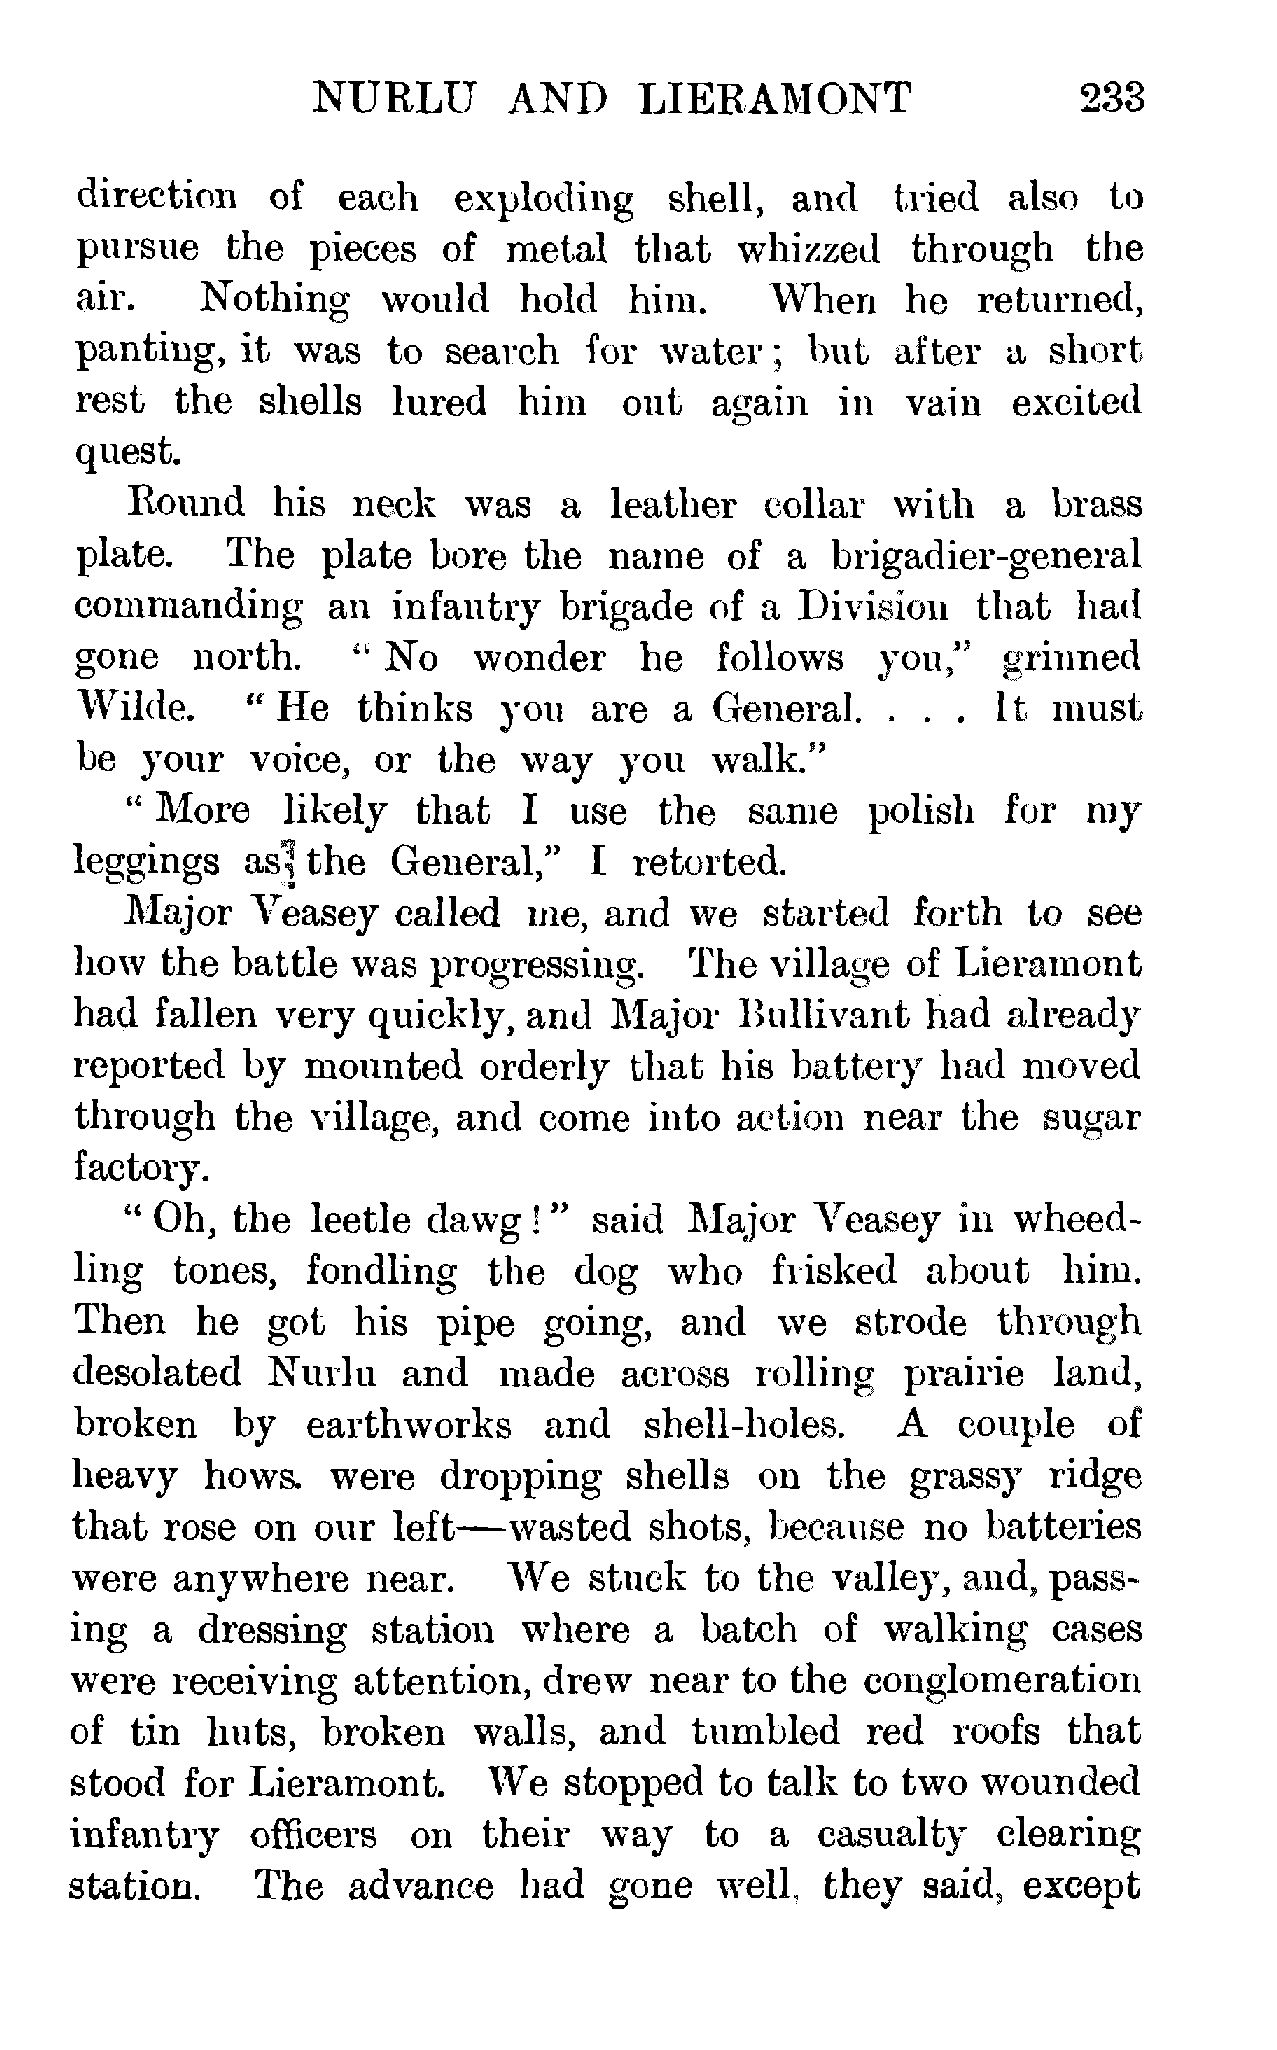 NURLU AND LIERAMONT 233
direction of each exploding shell, and tried also to
pursue the pieces of metal that whizzed through the
air. Nothing would hold him. When he returned,
panting, it was to search for water; but after a short
rest the shells lured him out again in vain excited
quest.
Round his neck was a leather collar with a brass
plate. The plate bore the name of a brigadier-general
commanding an infantry brigade of a Division that had
gone north. "No wonder he follows you," grinned
Wilde. "He thinks you are a General. . . . It must
be your voice, or the way you walk."
"More likely that I use the same polish for my
leggings as the General," I retorted.
Major Veasey called me, and we started forth to see
how the battle was progressing. The village of Lieramont
had fallen very quickly, and Major Bullivant had already
reported by mounted orderly that his battery had moved
through the village, and come into action near the sugar
factory.
"Oh, the leetle dawg!" said Major Veasey in wheed-
ling tones, fondling the dog who frisked about him.
Then he got his pipe going, and we strode through
desolated Nurlu and made across rolling prairie land,
broken by earthworks and shell-holes. A couple of
heavy hows. were dropping shells on the grassy ridge
that rose on our left—wasted shots, because no batteries
were anywhere near. We stuck to the valley, and, pass-
ing a dressing station where a batch of walking cases
were receiving attention, drew near to the conglomeration
of tin huts, broken walls, and tumbled red roofs that
stood for Lieramont. We stopped to talk to two wounded
infantry officers on their way to a casualty clearing
station. The advance had gone well, they said, except